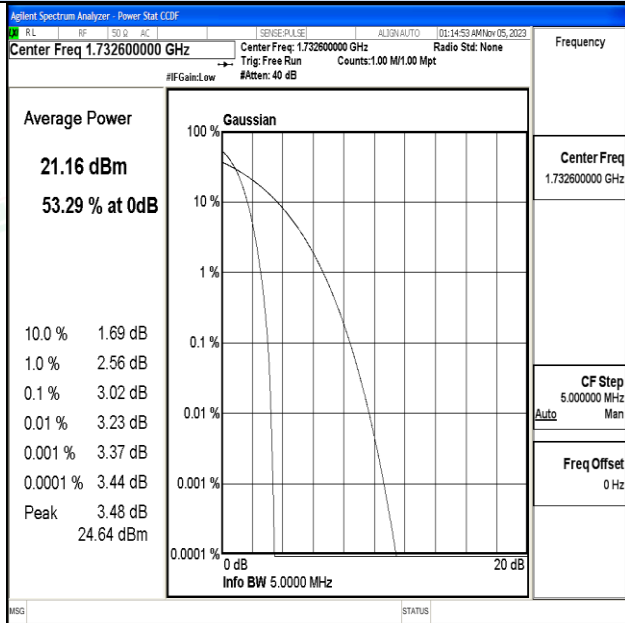 Agilent Spectrum Analyzer - Power Stat CCDF
RL RF 50 Ω AC SENSE:PULSE ALIGN AUTO 01:14:53 AM Nov 05, 2023
Center Freq 1.732600000 GHz
Center Freq: 1.732600000 GHz Radio Std: None
Trig: Free Run Counts:1.00 M/1.00 Mpt
#IFGain:Low #Atten: 40 dB
Average Power
21.16 dBm
53.29 % at 0dB
10.0 % 1.69 dB
1.0 % 2.56 dB
0.1 % 3.02 dB
0.01 % 3.23 dB
0.001 % 3.37 dB
0.0001 % 3.44 dB
Peak 3.48 dB
24.64 dBm
Gaussian
100 %
10 %
1 %
0.1 %
0.01 %
0.001 %
0.0001 %
0 dB 20 dB
Info BW 5.0000 MHz
Frequency
Center Freq
1.732600000 GHz
CF Step
5.000000 MHz
Auto Man
Freq Offset
0 Hz
MSG STATUS